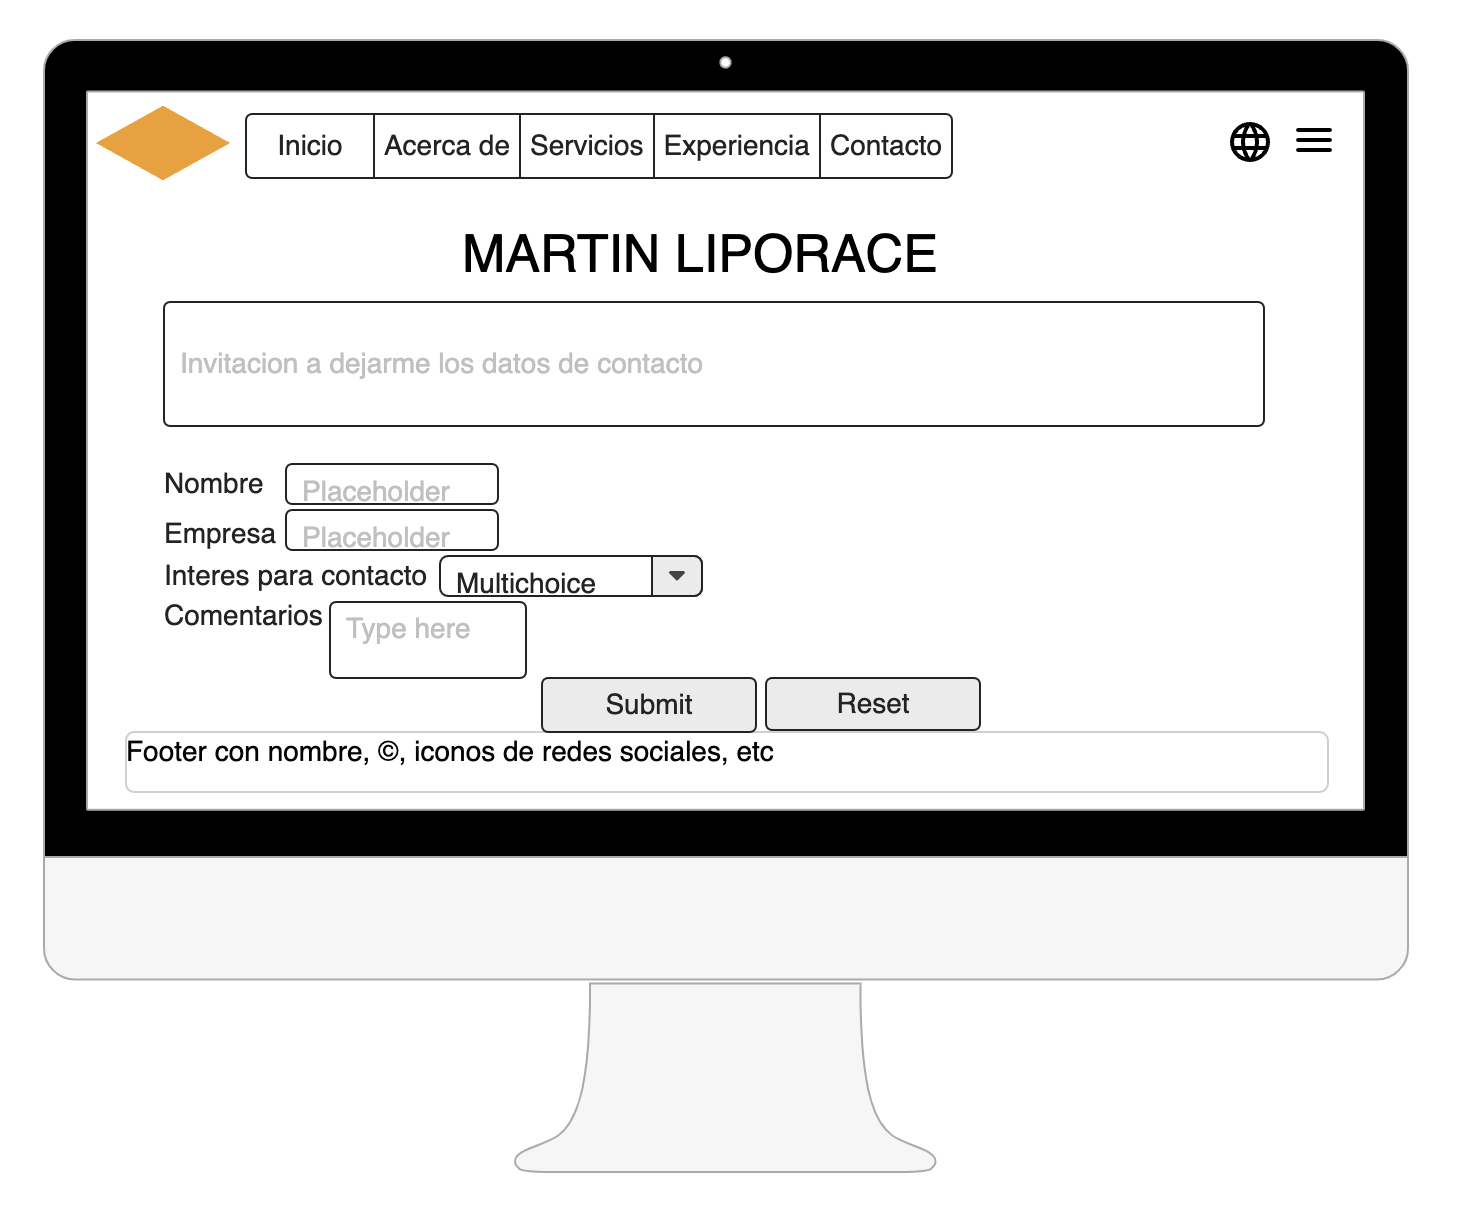 Inicio Acerca de Servicios Experiencia Contacto
MARTIN LIPORACE
Invitacion a dejarme los datos de contacto
Nombre Placeholder
Empresa Placeholder
Interes para contacto Multichoice
Comentarios Type here
Submit Reset
Footer con nombre, ©, iconos de redes sociales, etc